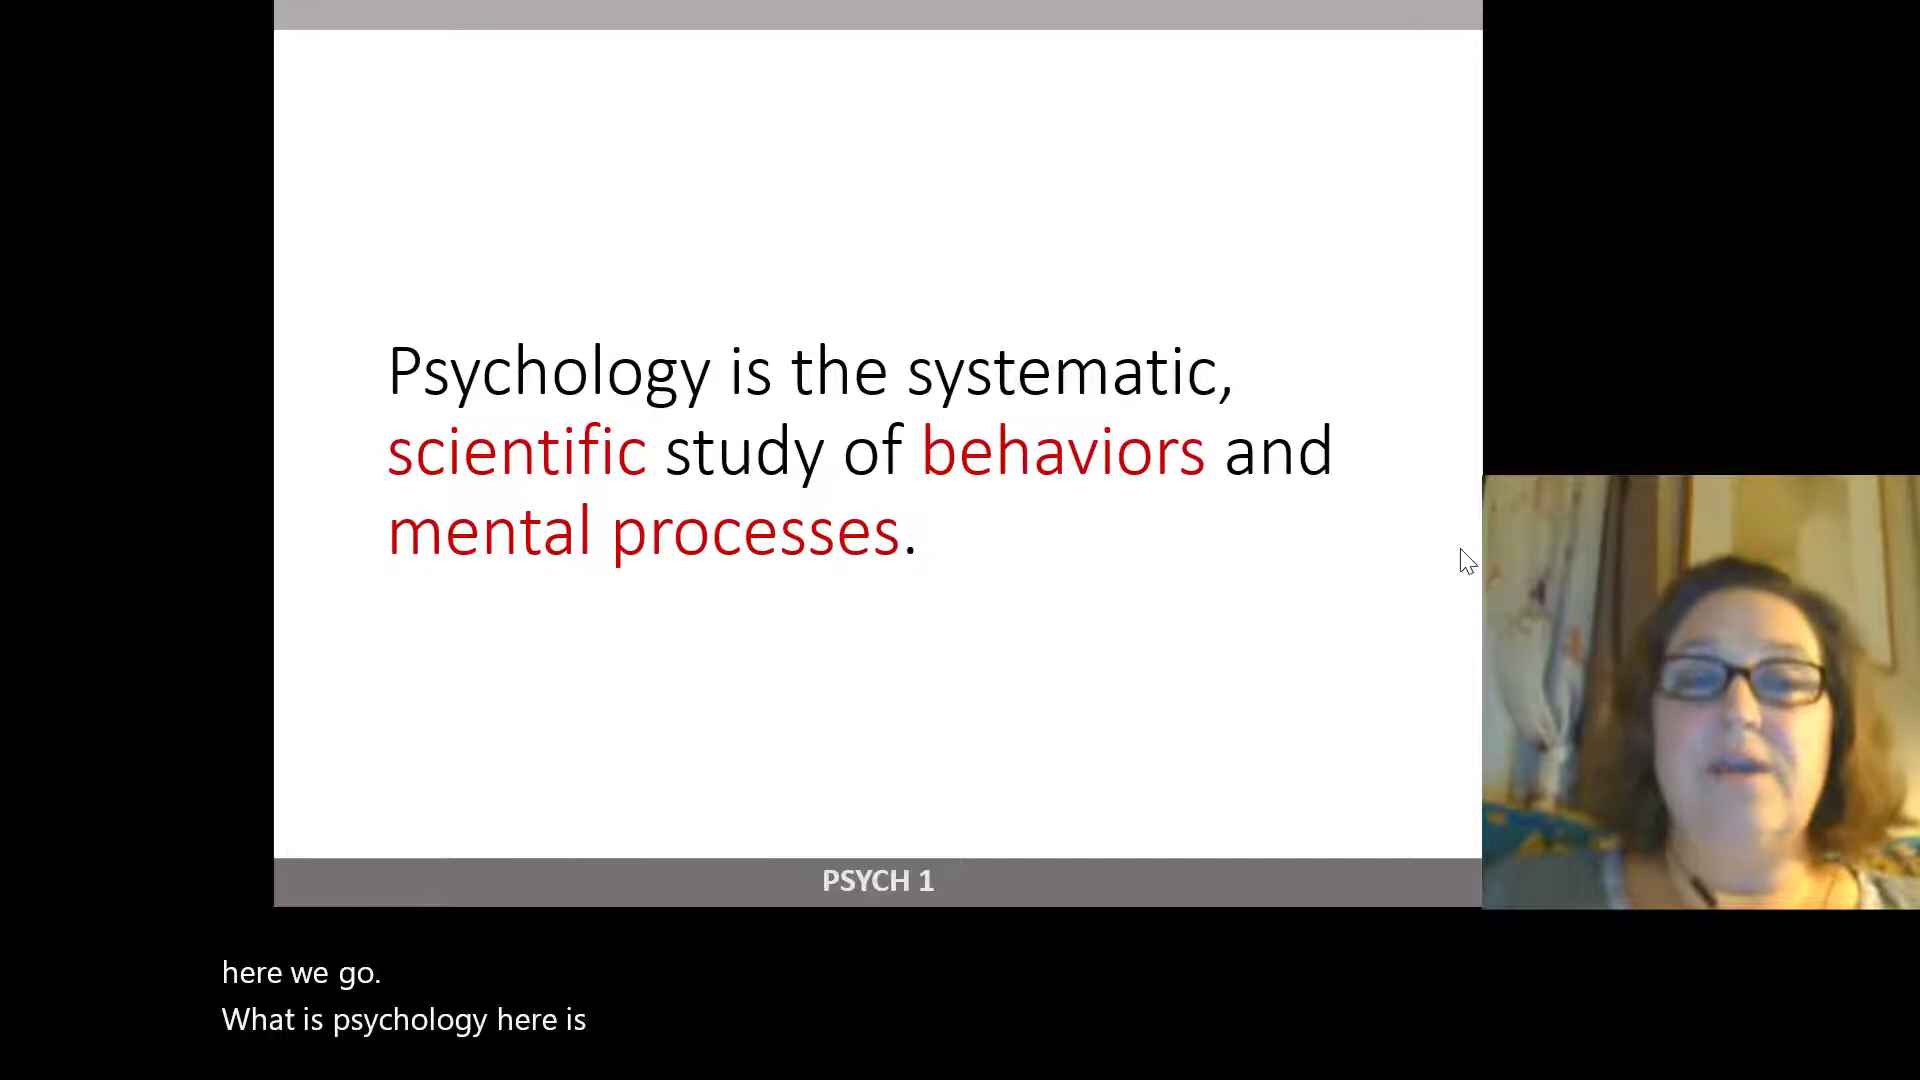 Psychology is the systematic,
scientific study of behaviors and
mental processes.
PSYCH 1
here we go.
What is psychology here is